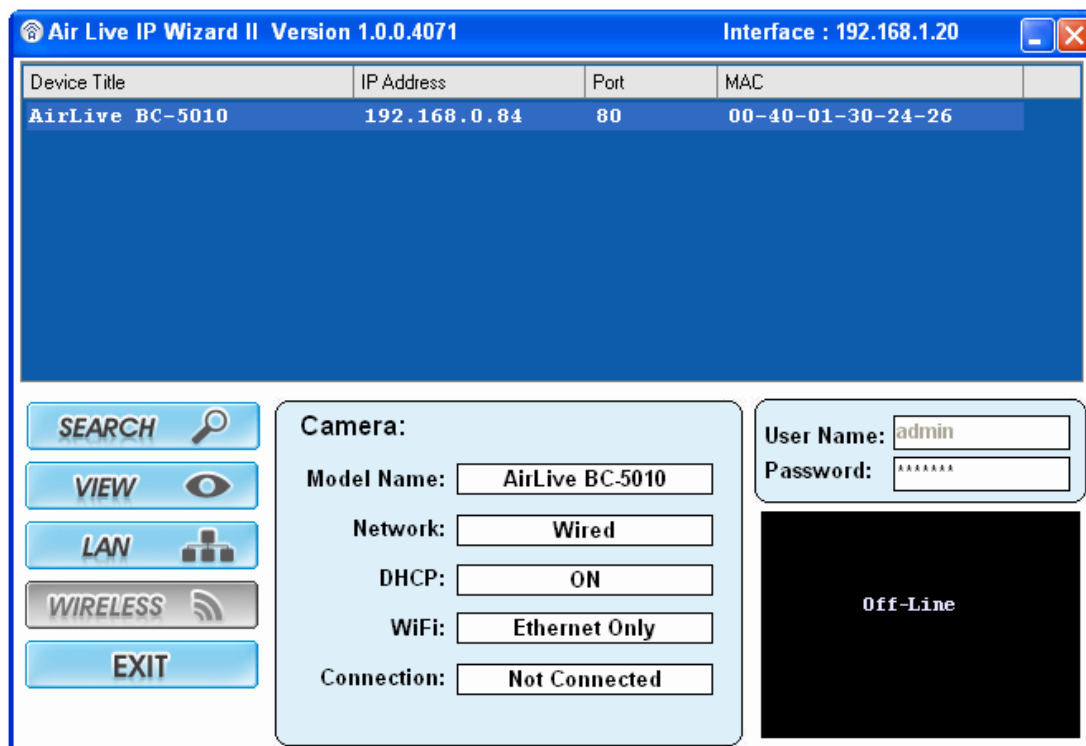 Air Live IP Wizard II Version 1.0.0.4071 Interface : 192.168.1.20
Device Title IP Address Port MAC
AirLive BC-5010 192.168.0.84 80 00-40-01-30-24-26
SEARCH
VIEW
LAN
WIRELESS
EXIT
Camera:
Model Name: AirLive BC-5010
Network: Wired
DHCP: ON
WiFi: Ethernet Only
Connection: Not Connected
User Name: admin
Password: *******
Off-Line